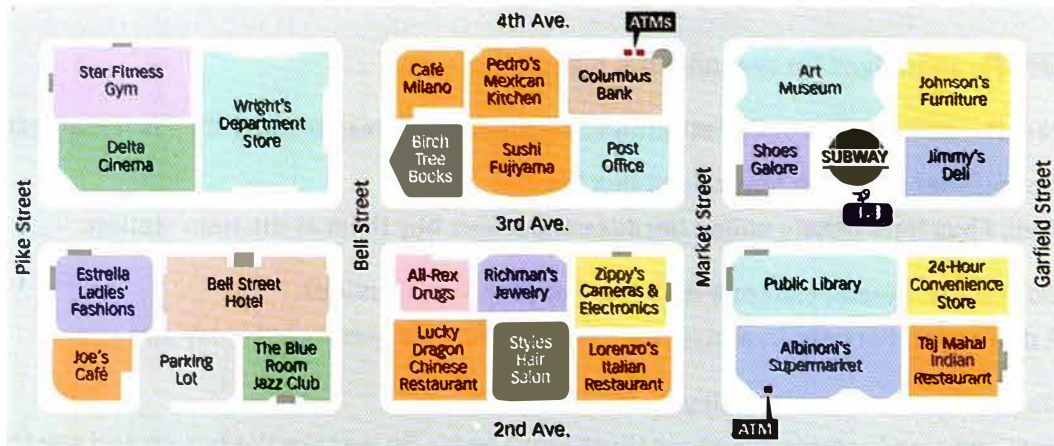 4th Ave.
ATMs
Star Fitness
Gym
Wright's
Department
Store
Delta
Cinema
Café
Milano
Pedro's
Mexican
Kitchen
Columbus
Bank
Birch
Tree
Books
Sushi
Fujiyama
Post
Office
Art
Museum
Johnson's
Furniture
Shoes
Galore
SUBWAY
Jimmy's
Deli
Pike Street
Bell Street
3rd Ave.
Market Street
Garfield Street
Estrella
Ladies'
Fashions
Bell Street
Hotel
Joe's
Café
Parking
Lot
The Blue
Room
Jazz Club
All-Rex
Drugs
Richman's
Jewelry
Zippy's
Cameras &
Electronics
Lucky
Dragon
Chinese
Restaurant
Styles
Hair
Salon
Lorenzo's
Italian
Restaurant
Public Library
24-Hour
Convenience
Store
Albinoni's
Supermarket
Taj Mahal
Indian
Restaurant
ATM
2nd Ave.